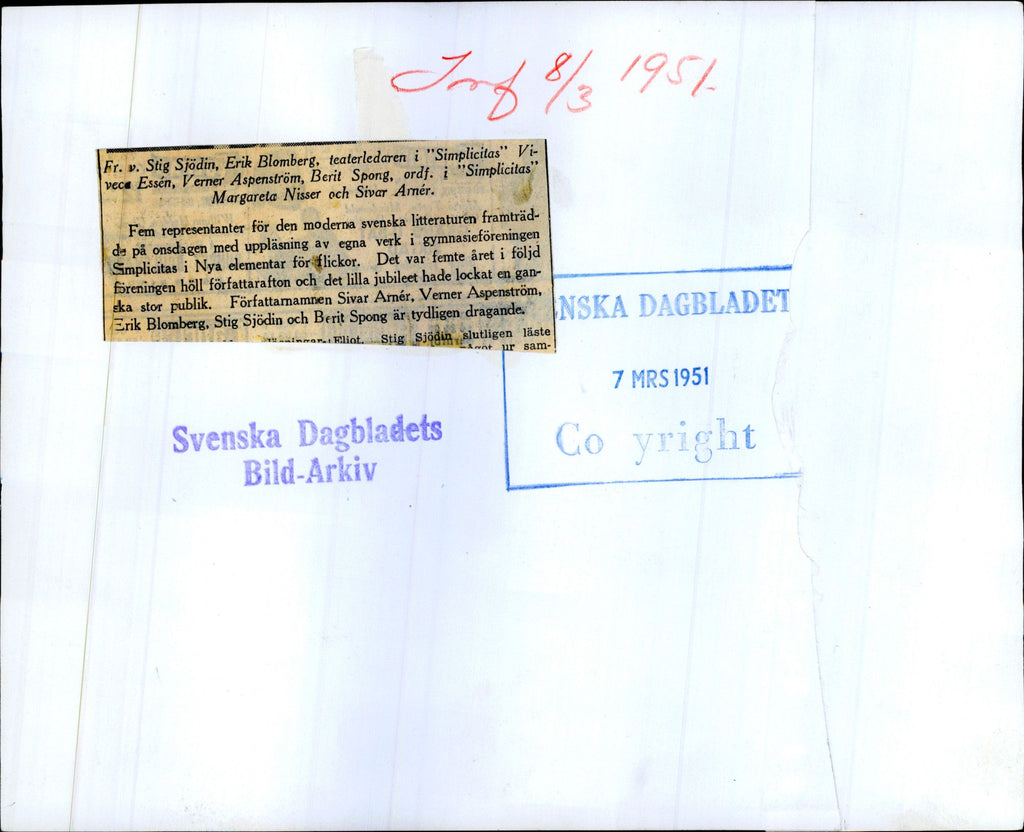 Inf 8/3 1951.
Fr. v. Stig Sjödin, Erik Blomberg, teaterledaren i "Simplicitas" Vi-
veca Essén, Verner Aspenström, Berit Spong, ordf. i "Simplicitas"
Margareta Nisser och Sivar Arnér.
Fem representanter för den moderna svenska litteraturen framträd-
de på onsdagen med uppläsning av egna verk i gymnasieföreningen
Simplicitas i Nya elementar för flickor. Det var femte året i följd
föreningen höll författarafton och det lilla jubileet hade lockat en gan-
ska stor publik. Författarnamnen Sivar Arnér, Verner Aspenström,
Erik Blomberg, Stig Sjödin och Berit Spong är tydligen dragande.
Eliot. Stig Sjödin slutligen läste
något ur sam-
NSKA DAGBLADET
7 MRS 1951
Co yright
Svenska Dagbladets
Bild-Arkiv